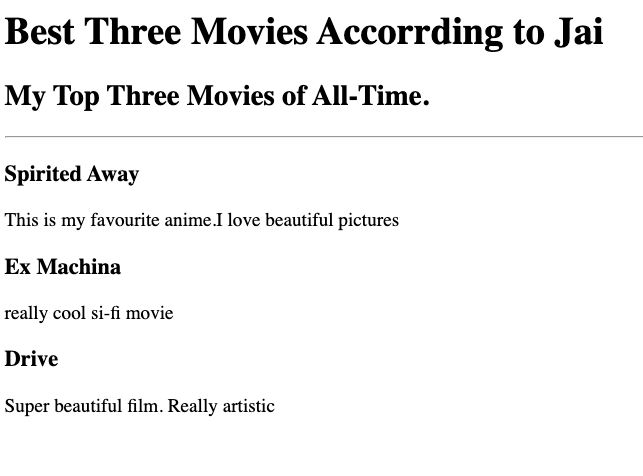 Best Three Movies Accorrding to Jai
My Top Three Movies of All-Time.
Spirited Away
This is my favourite anime.I love beautiful pictures
Ex Machina
really cool si-fi movie
Drive
Super beautiful film. Really artistic